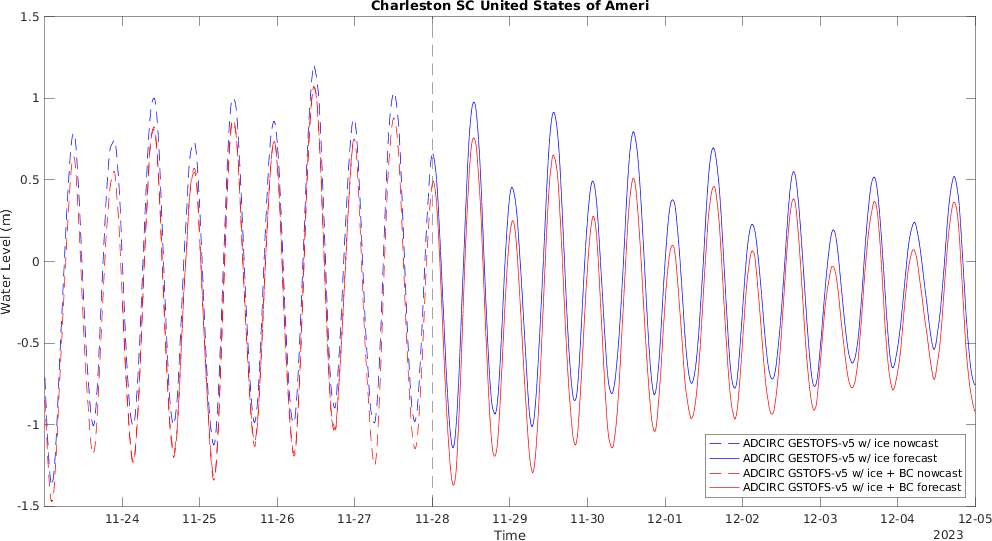 Charleston SC United States of Ameri
1.5
1
0.5
0
-0.5
-1
-1.5
Water Level (m)
11-24 11-25 11-26 11-27 11-28 11-29 11-30 12-01 12-02 12-03 12-04 12-05
Time
2023
ADCIRC GESTOFS-v5 w/ ice nowcast
ADCIRC GESTOFS-v5 w/ ice forecast
ADCIRC GSTOFS-v5 w/ ice + BC nowcast
ADCIRC GSTOFS-v5 w/ ice + BC forecast